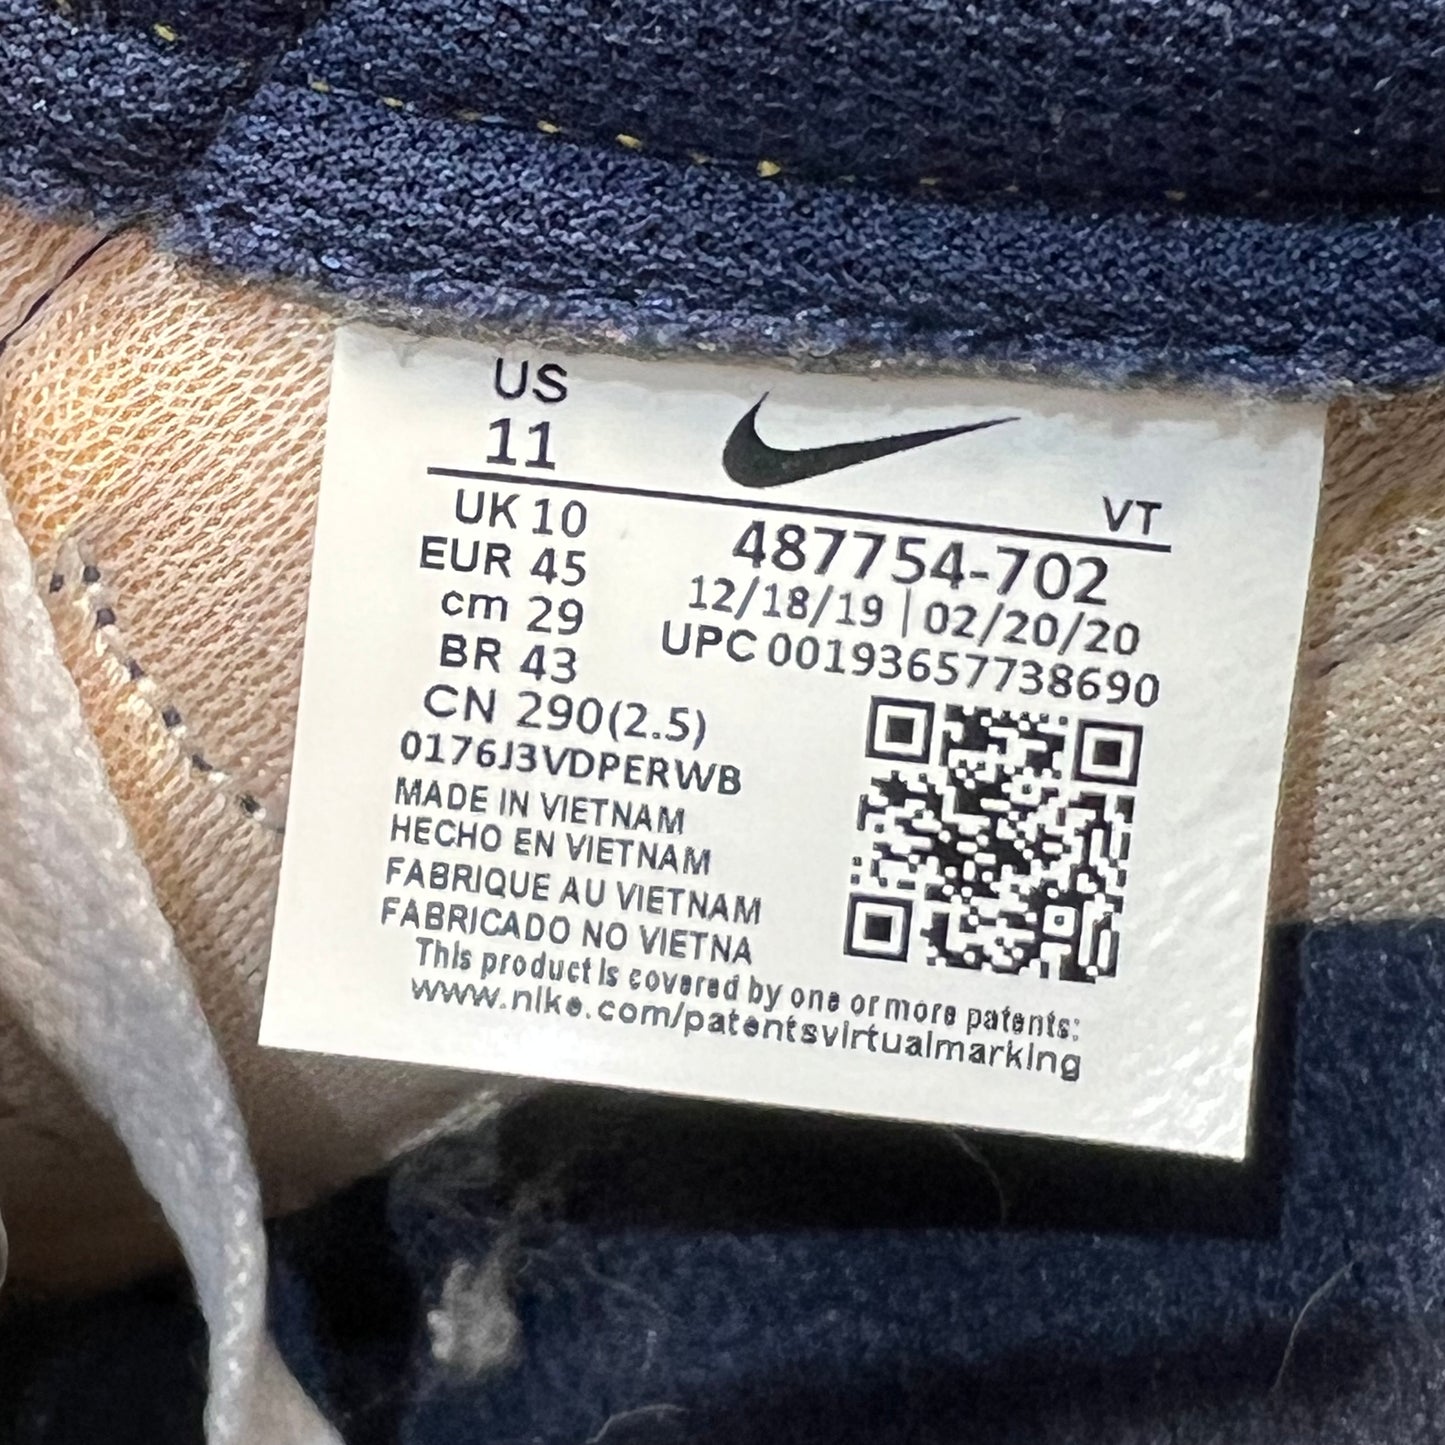 US
11
VT
UK 10
EUR 45
cm 29
BR 43
CN 290(2.5)
487754-702
12/18/19 | 02/20/20
UPC 00193657738690
0176J3VDPERWB
MADE IN VIETNAM
HECHO EN VIETNAM
FABRIQUE AU VIETNAM
FABRICADO NO VIETNA
This product is covered by one or more patents:
www.nike.com/patentsvirtualmarking